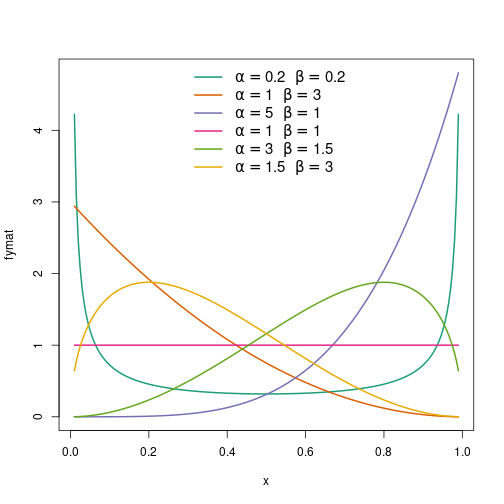 α = 0.2 β = 0.2
α = 1 β = 3
α = 5 β = 1
α = 1 β = 1
α = 3 β = 1.5
α = 1.5 β = 3
4
3
2
1
0
fymat
0.0 0.2 0.4 0.6 0.8 1.0
x